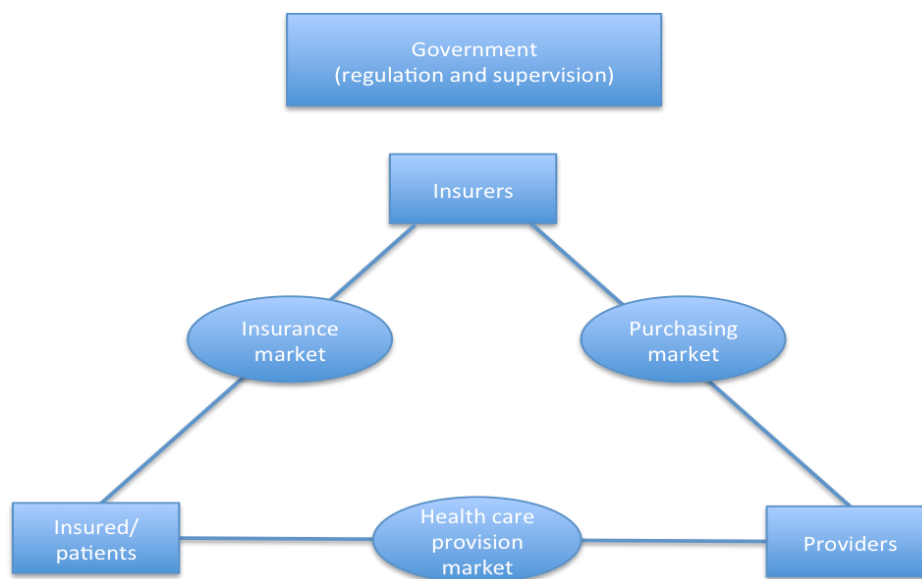 Government
(regulation and supervision)
Insurers
Insurance
market
Purchasing
market
Insured/
patients
Health care
provision
market
Providers